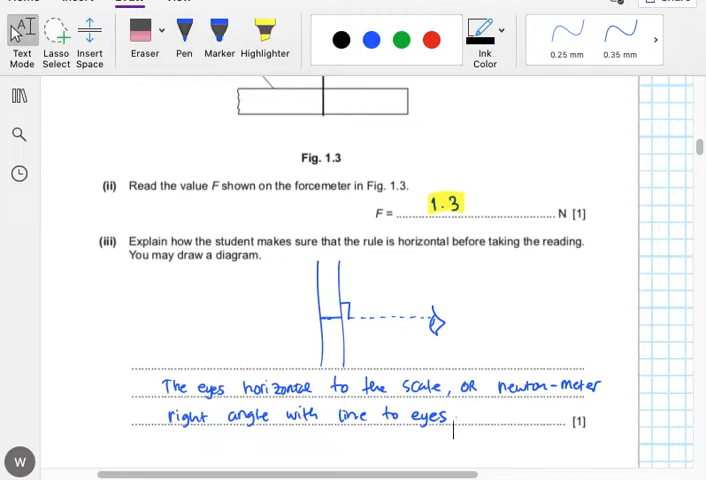 Draw
Text
Mode
Lasso
Select
Insert
Space
Eraser
Pen
Marker
Highlighter
Ink
Color
0.25 mm
0.35 mm
Fig. 1.3
(ii) Read the value F shown on the forcemeter in Fig. 1.3.
1.3
F = N [1]
(iii) Explain how the student makes sure that the rule is horizontal before taking the reading.
You may draw a diagram.
The eyes horizontal to the scale, OR newton-meter
right angle with line to eyes
[1]
W